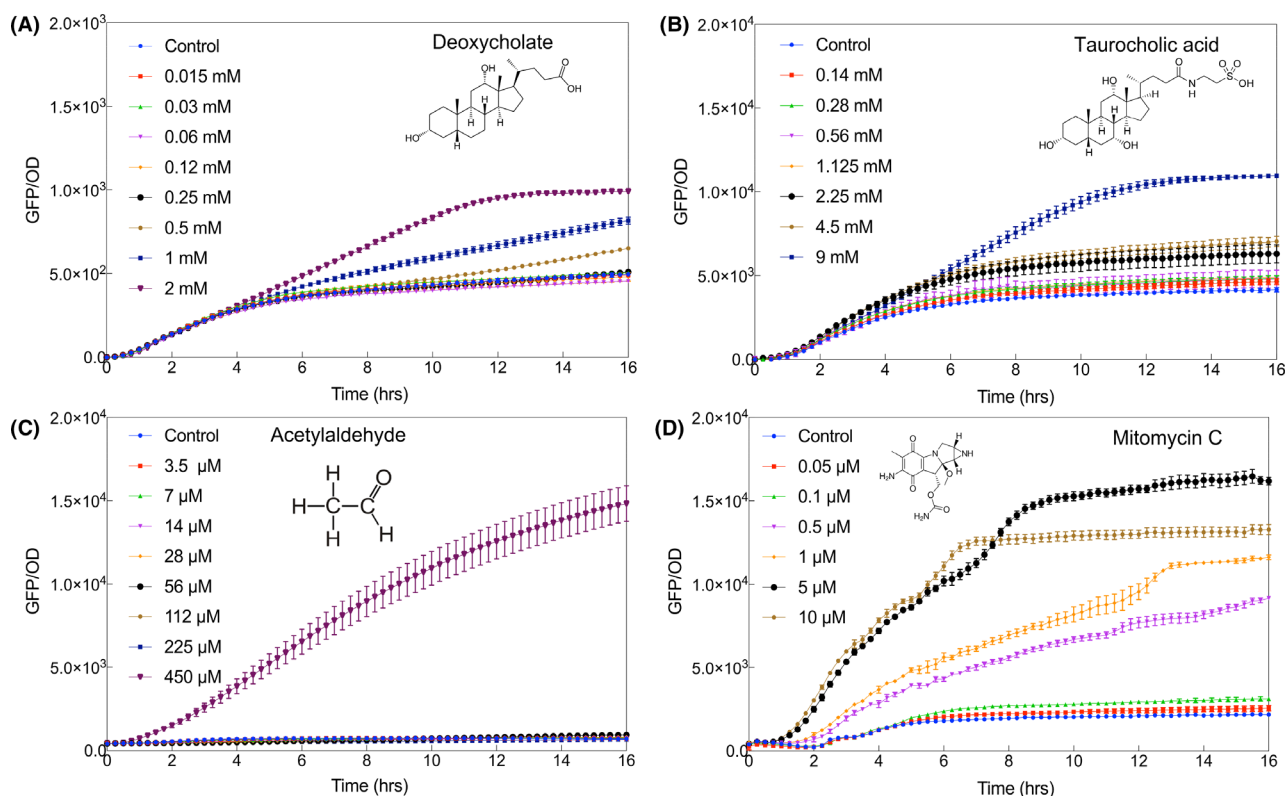 (A)
Deoxycholate
2.0×10³
1.5×10³
1.0×10³
5.0×10²
0.0
GFP/OD
Control
0.015 mM
0.03 mM
0.06 mM
0.12 mM
0.25 mM
0.5 mM
1 mM
2 mM
OH
O
OH
HO
H
H
H
H
0 2 4 6 8 10 12 14 16
Time (hrs)
(B)
Taurocholic acid
2.0×10⁴
1.5×10⁴
1.0×10⁴
5.0×10³
0.0
GFP/OD
Control
0.14 mM
0.28 mM
0.56 mM
1.125 mM
2.25 mM
4.5 mM
9 mM
O
O O
S
OH
N
H
HO
H
H
H
H
HO
OH
0 2 4 6 8 10 12 14 16
Time (hrs)
(C)
Acetylaldehyde
2.0×10⁴
1.5×10⁴
1.0×10⁴
5.0×10³
0.0
GFP/OD
Control
3.5 µM
7 µM
14 µM
28 µM
56 µM
112 µM
225 µM
450 µM
H O
H C C
H H
0 2 4 6 8 10 12 14 16
Time (hrs)
(D)
Mitomycin C
2.0×10⁴
1.5×10⁴
1.0×10⁴
5.0×10³
0.0
GFP/OD
Control
0.05 µM
0.1 µM
0.5 µM
1 µM
5 µM
10 µM
H
O
N
NH
H
H₂N
O
O
O
O
H₂N
0 2 4 6 8 10 12 14 16
Time (hrs)